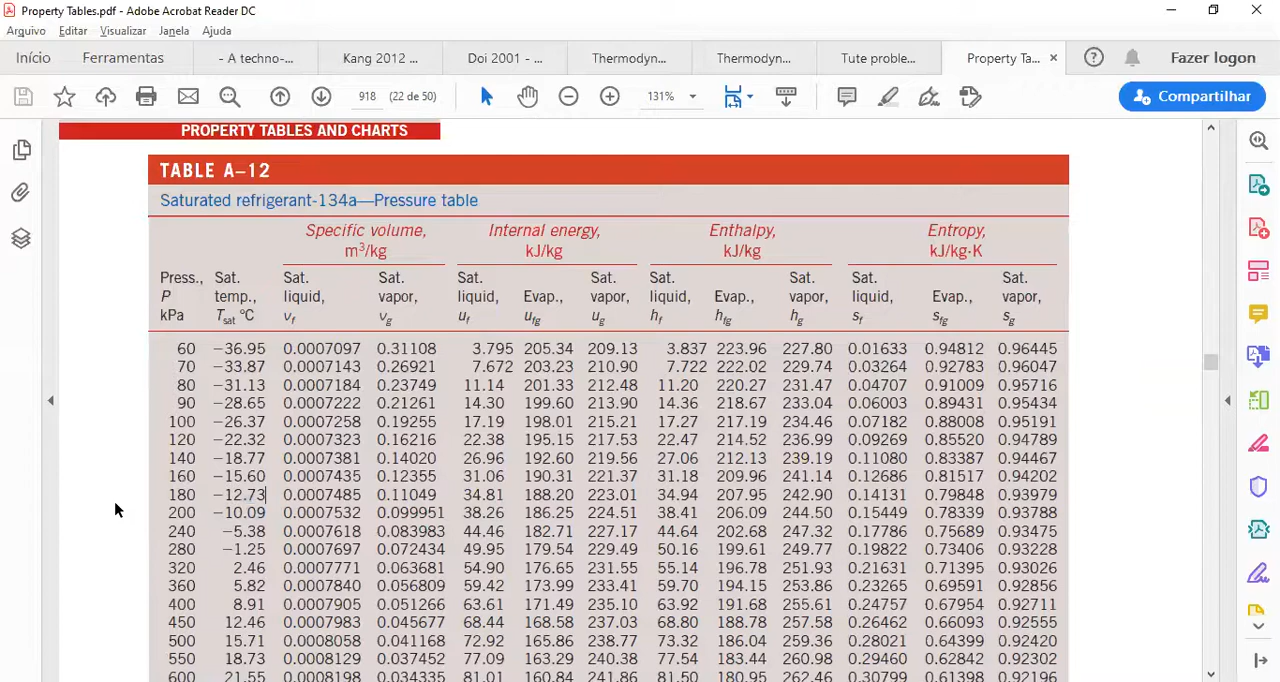 Property Tables.pdf - Adobe Acrobat Reader DC
Arquivo Editar Visualizar Janela Ajuda
Início Ferramentas - A techno-... Kang 2012 ... Doi 2001 - ... Thermodyn... Thermodyn... Tute proble... Property Ta... Fazer logon
918 (22 de 50) 131% Compartilhar
PROPERTY TABLES AND CHARTS
TABLE A–12
Saturated refrigerant-134a—Pressure table
Specific volume, Internal energy, Enthalpy, Entropy,
m³/kg kJ/kg kJ/kg kJ/kg·K
Press., Sat. Sat. Sat. Sat. Sat. Sat. Sat. Sat. Sat.
P temp., liquid, vapor, liquid, Evap., vapor, liquid, Evap., vapor, liquid, Evap., vapor,
kPa Tsat °C vf vg uf ufg ug hf hfg hg sf sfg sg
60 −36.95 0.0007097 0.31108 3.795 205.34 209.13 3.837 223.96 227.80 0.01633 0.94812 0.96445
70 −33.87 0.0007143 0.26921 7.672 203.23 210.90 7.722 222.02 229.74 0.03264 0.92783 0.96047
80 −31.13 0.0007184 0.23749 11.14 201.33 212.48 11.20 220.27 231.47 0.04707 0.91009 0.95716
90 −28.65 0.0007222 0.21261 14.30 199.60 213.90 14.36 218.67 233.04 0.06003 0.89431 0.95434
100 −26.37 0.0007258 0.19255 17.19 198.01 215.21 17.27 217.19 234.46 0.07182 0.88008 0.95191
120 −22.32 0.0007323 0.16216 22.38 195.15 217.53 22.47 214.52 236.99 0.09269 0.85520 0.94789
140 −18.77 0.0007381 0.14020 26.96 192.60 219.56 27.06 212.13 239.19 0.11080 0.83387 0.94467
160 −15.60 0.0007435 0.12355 31.06 190.31 221.37 31.18 209.96 241.14 0.12686 0.81517 0.94202
180 −12.73 0.0007485 0.11049 34.81 188.20 223.01 34.94 207.95 242.90 0.14131 0.79848 0.93979
200 −10.09 0.0007532 0.099951 38.26 186.25 224.51 38.41 206.09 244.50 0.15449 0.78339 0.93788
240 −5.38 0.0007618 0.083983 44.46 182.71 227.17 44.64 202.68 247.32 0.17786 0.75689 0.93475
280 −1.25 0.0007697 0.072434 49.95 179.54 229.49 50.16 199.61 249.77 0.19822 0.73406 0.93228
320 2.46 0.0007771 0.063681 54.90 176.65 231.55 55.14 196.78 251.93 0.21631 0.71395 0.93026
360 5.82 0.0007840 0.056809 59.42 173.99 233.41 59.70 194.15 253.86 0.23265 0.69591 0.92856
400 8.91 0.0007905 0.051266 63.61 171.49 235.10 63.92 191.68 255.61 0.24757 0.67954 0.92711
450 12.46 0.0007983 0.045677 68.44 168.58 237.03 68.80 188.78 257.58 0.26462 0.66093 0.92555
500 15.71 0.0008058 0.041168 72.92 165.86 238.77 73.32 186.04 259.36 0.28021 0.64399 0.92420
550 18.73 0.0008129 0.037452 77.09 163.29 240.38 77.54 183.44 260.98 0.29460 0.62842 0.92302
600 21.55 0.0008198 0.034335 81.01 160.84 241.86 81.50 180.95 262.46 0.30799 0.61398 0.92196